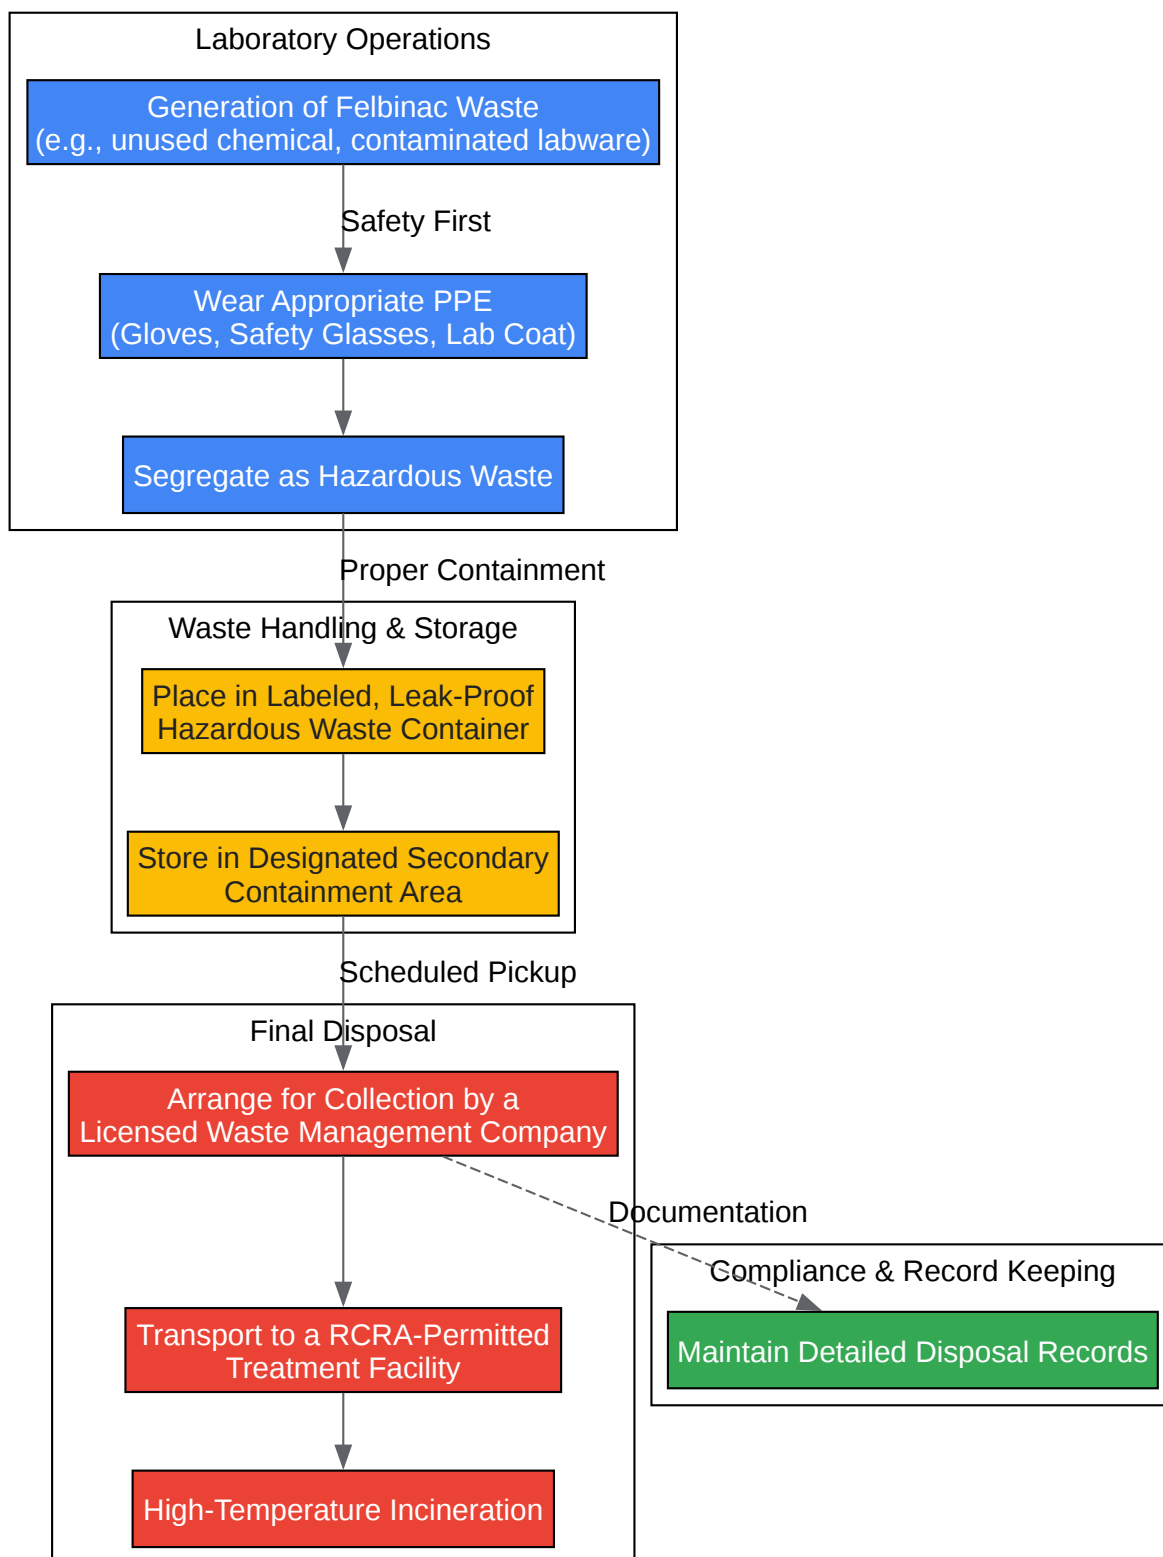 Laboratory Operations
Generation of Felbinac Waste
(e.g., unused chemical, contaminated labware)
Safety First
Wear Appropriate PPE
(Gloves, Safety Glasses, Lab Coat)
Segregate as Hazardous Waste
Proper Containment
Waste Handling & Storage
Place in Labeled, Leak-Proof
Hazardous Waste Container
Store in Designated Secondary
Containment Area
Scheduled Pickup
Final Disposal
Arrange for Collection by a
Licensed Waste Management Company
Documentation
Compliance & Record Keeping
Maintain Detailed Disposal Records
Transport to a RCRA-Permitted
Treatment Facility
High-Temperature Incineration